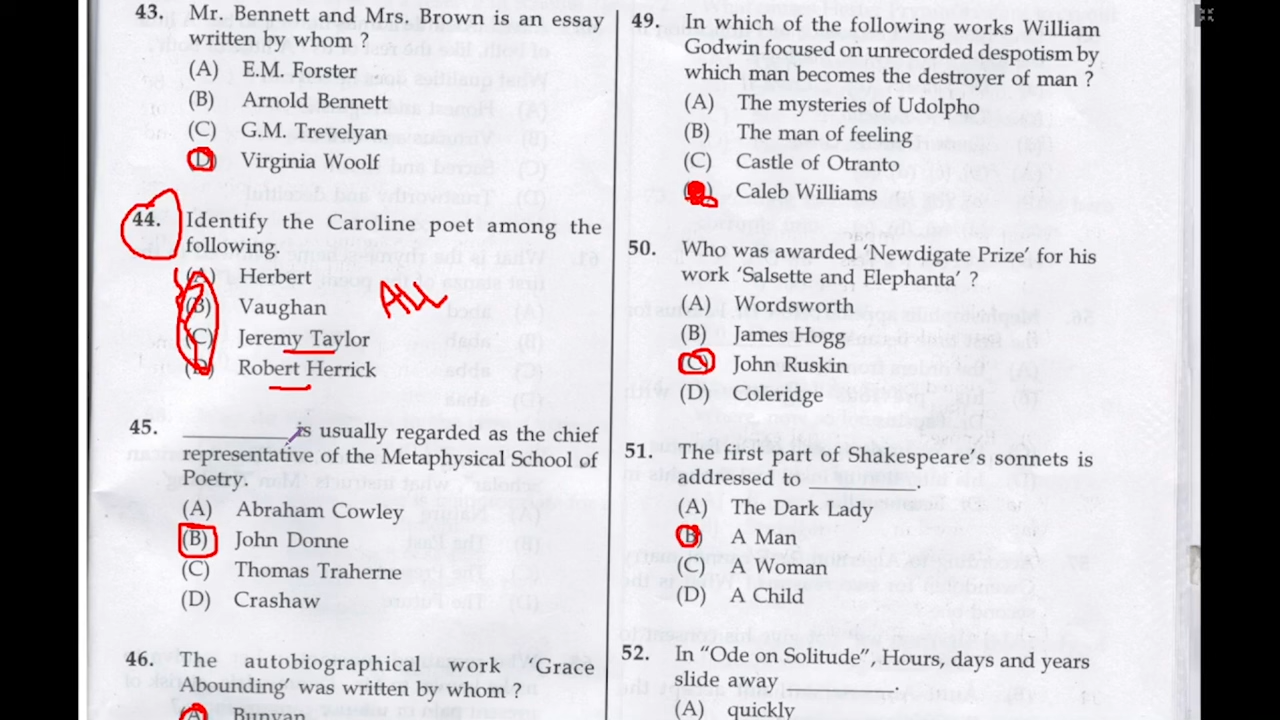 43. Mr. Bennett and Mrs. Brown is an essay
written by whom ?
(A) E.M. Forster
(B) Arnold Bennett
(C) G.M. Trevelyan
(D) Virginia Woolf
44. Identify the Caroline poet among the
following.
(A) Herbert
(B) Vaughan
(C) Jeremy Taylor
(D) Robert Herrick
All
45. __________ is usually regarded as the chief
representative of the Metaphysical School of
Poetry.
(A) Abraham Cowley
(B) John Donne
(C) Thomas Traherne
(D) Crashaw
46. The autobiographical work 'Grace
Abounding' was written by whom ?
(A) Bunyan
49. In which of the following works William
Godwin focused on unrecorded despotism by
which man becomes the destroyer of man ?
(A) The mysteries of Udolpho
(B) The man of feeling
(C) Castle of Otranto
Caleb Williams
50. Who was awarded 'Newdigate Prize' for his
work 'Salsette and Elephanta' ?
(A) Wordsworth
(B) James Hogg
(C) John Ruskin
(D) Coleridge
51. The first part of Shakespeare's sonnets is
addressed to __________.
(A) The Dark Lady
(B) A Man
(C) A Woman
(D) A Child
52. In "Ode on Solitude". Hours, days and years
slide away __________.
(A) quickly